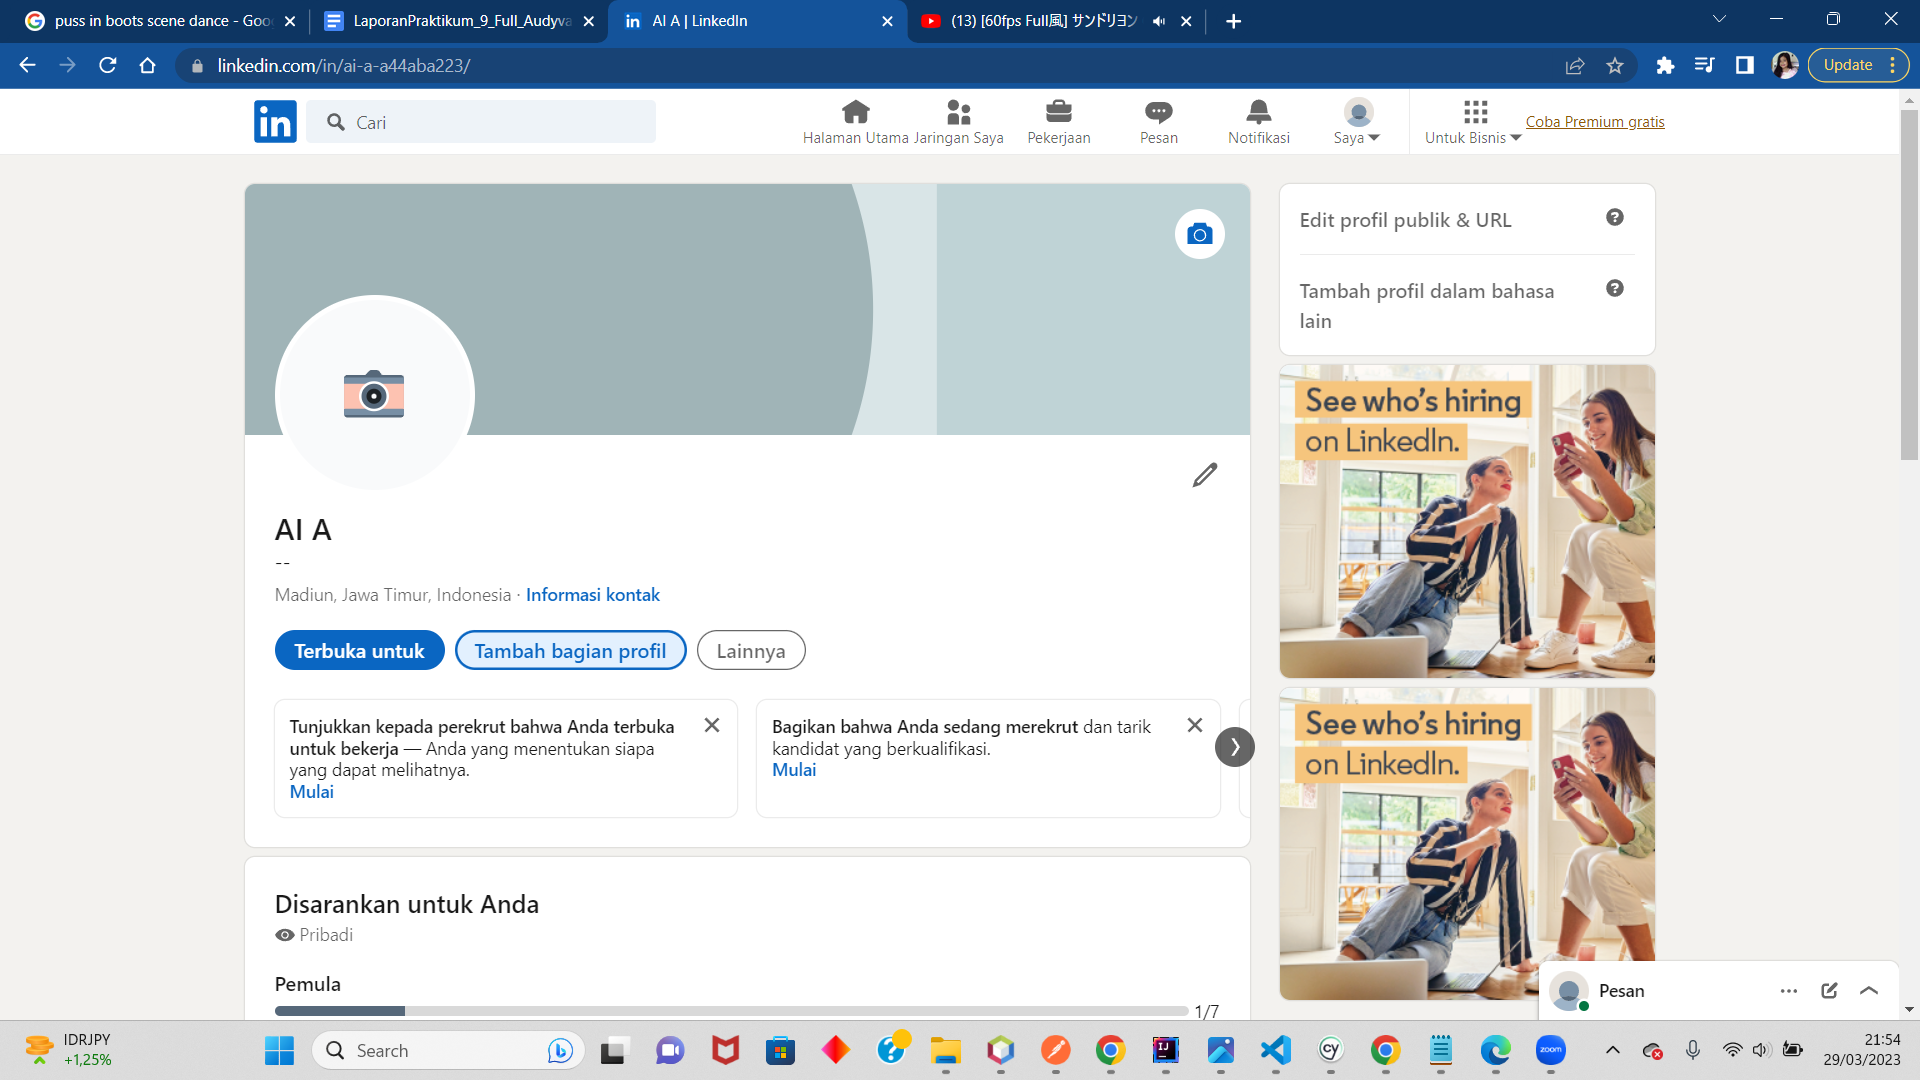 puss in boots scene dance - Goo
LaporanPraktikum_9_Full_Audyva
in AI A | LinkedIn
(13) [60fps Full風] サンドリヨン
linkedin.com/in/ai-a-a44aba223/
Update
in
Cari
Halaman Utama
Jaringan Saya
Pekerjaan
Pesan
Notifikasi
Saya
Untuk Bisnis
Coba Premium gratis
AI A
--
Madiun, Jawa Timur, Indonesia · Informasi kontak
Terbuka untuk
Tambah bagian profil
Lainnya
Tunjukkan kepada perekrut bahwa Anda terbuka
untuk bekerja — Anda yang menentukan siapa
yang dapat melihatnya.
Mulai
Bagikan bahwa Anda sedang merekrut dan tarik
kandidat yang berkualifikasi.
Mulai
Disarankan untuk Anda
Pribadi
Pemula
1/7
Edit profil publik & URL
Tambah profil dalam bahasa
lain
See who's hiring
on LinkedIn.
See who's hiring
on LinkedIn.
Pesan
IDRJPY
+1,25%
Search
IJ
cy
zoom
21:54
29/03/2023